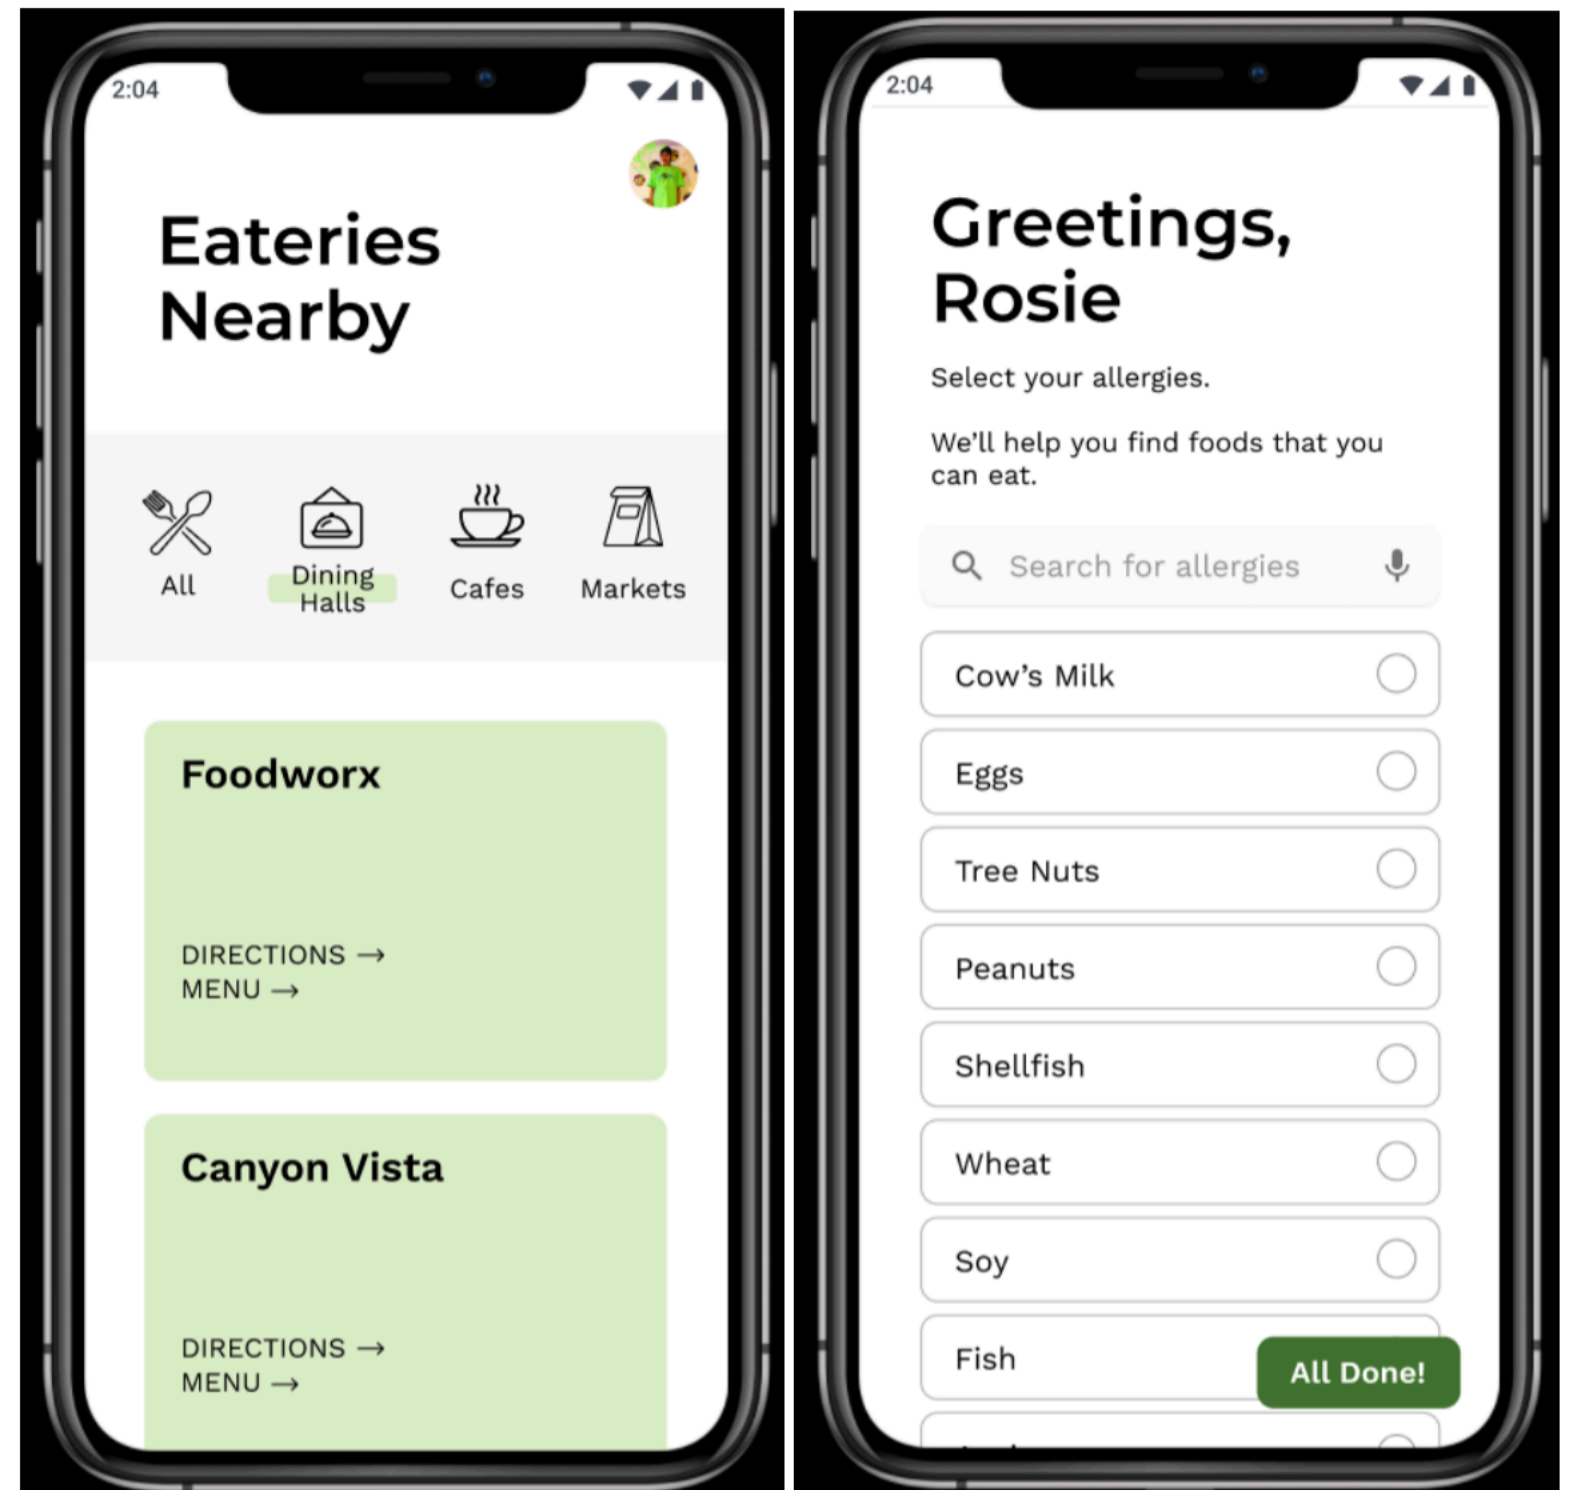 2:04
Eateries
Nearby
All
Dining
Halls
Cafes
Markets
Foodworx
DIRECTIONS →
MENU →
Canyon Vista
DIRECTIONS →
MENU →
2:04
Greetings,
Rosie
Select your allergies.
We'll help you find foods that you
can eat.
Search for allergies
Cow's Milk
Eggs
Tree Nuts
Peanuts
Shellfish
Wheat
Soy
Fish
All Done!